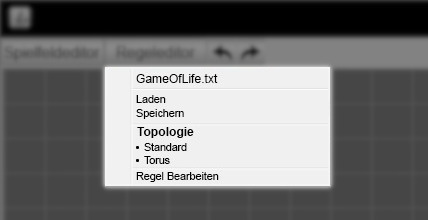 Spielfeldeditor Regeleditor
GameOfLife.txt
Laden
Speichern
Topologie
• Standard
• Torus
Regel Bearbeiten